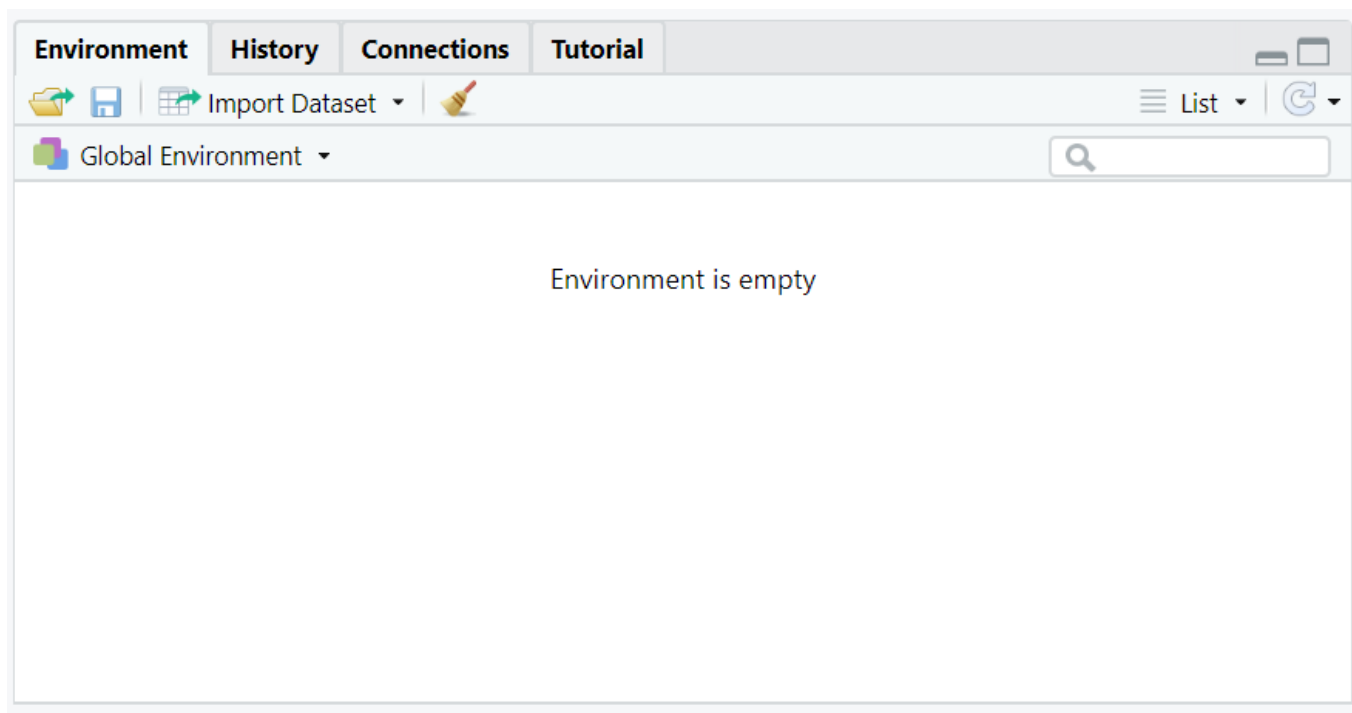 Environment History Connections Tutorial
Import Dataset List
Global Environment
Environment is empty